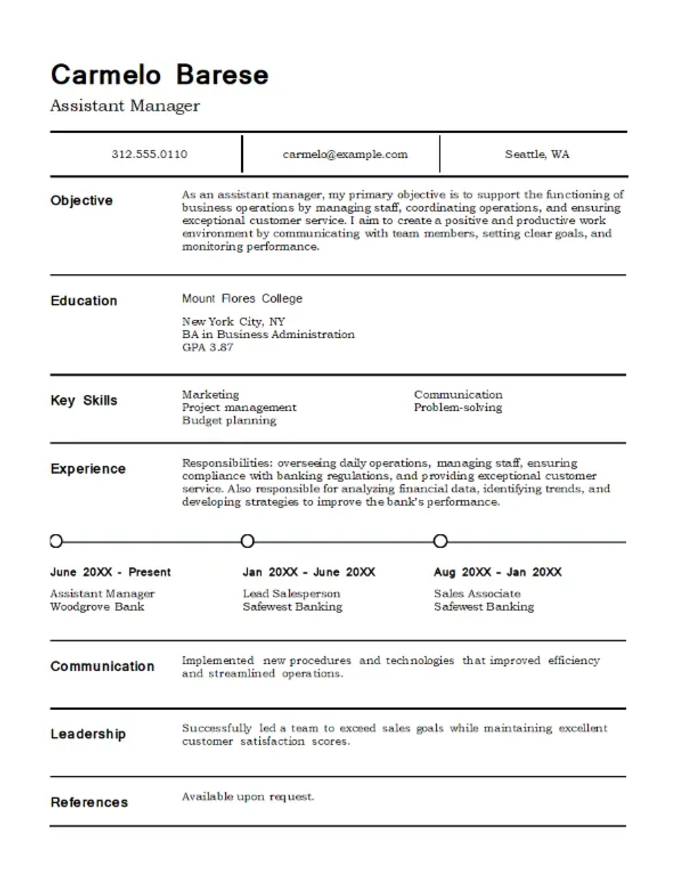 Carmelo Barese
Assistant Manager
312.555.0110
carmelo@example.com
Seattle, WA
Objective
As an assistant manager, my primary objective is to support the functioning of
business operations by managing staff, coordinating operations, and ensuring
exceptional customer service. I aim to create a positive and productive work
environment by communicating with team members, setting clear goals, and
monitoring performance.
Education
Mount Flores College
New York City, NY
BA in Business Administration
GPA 3.87
Key Skills
Marketing
Project management
Budget planning
Communication
Problem-solving
Experience
Responsibilities: overseeing daily operations, managing staff, ensuring
compliance with banking regulations, and providing exceptional customer
service. Also responsible for analyzing financial data, identifying trends, and
developing strategies to improve the bank's performance.
June 20XX - Present
Assistant Manager
Woodgrove Bank
Jan 20XX - June 20XX
Lead Salesperson
Safewest Banking
Aug 20XX - Jan 20XX
Sales Associate
Safewest Banking
Communication
Implemented new procedures and technologies that improved efficiency
and streamlined operations.
Leadership
Successfully led a team to exceed sales goals while maintaining excellent
customer satisfaction scores.
References
Available upon request.